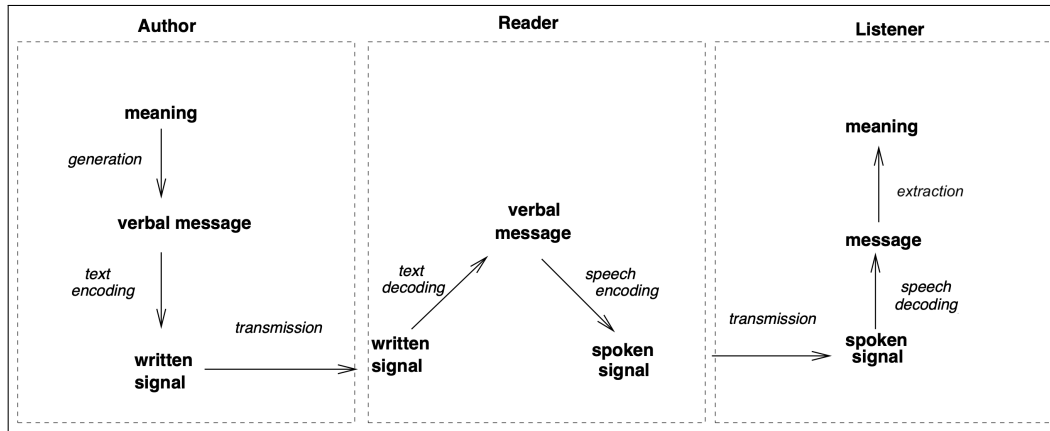 Author
Reader
Listener
meaning
generation
verbal message
text
encoding
written
signal
transmission
written
signal
text
decoding
verbal
message
speech
encoding
spoken
signal
transmission
spoken
signal
speech
decoding
message
extraction
meaning